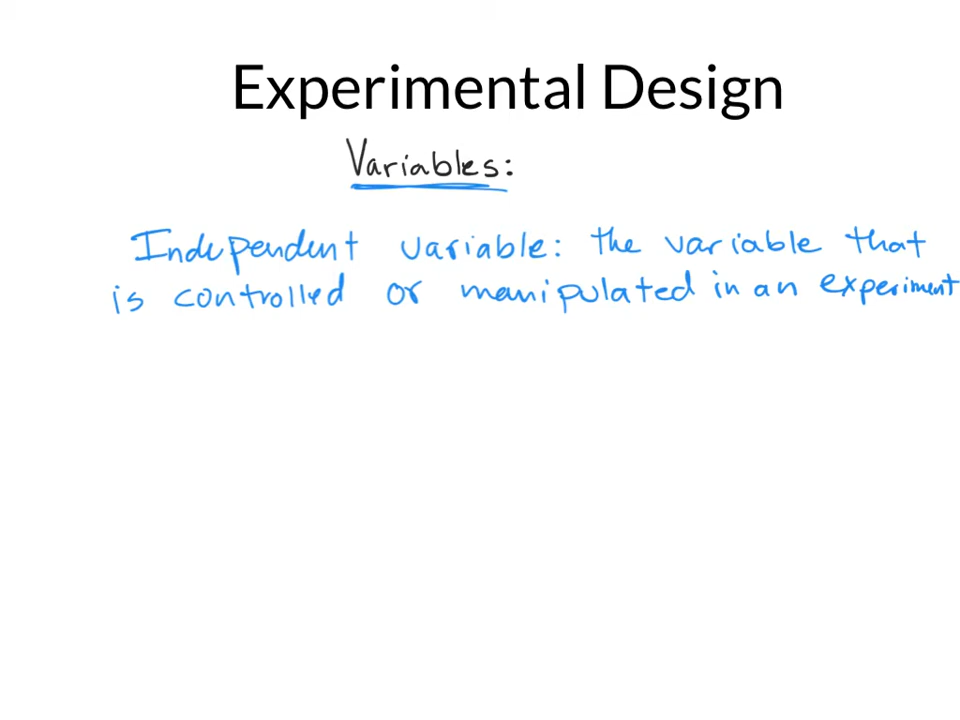 Experimental Design
Variables:
Independent variable: the variable that
is controlled or manipulated in an experiment